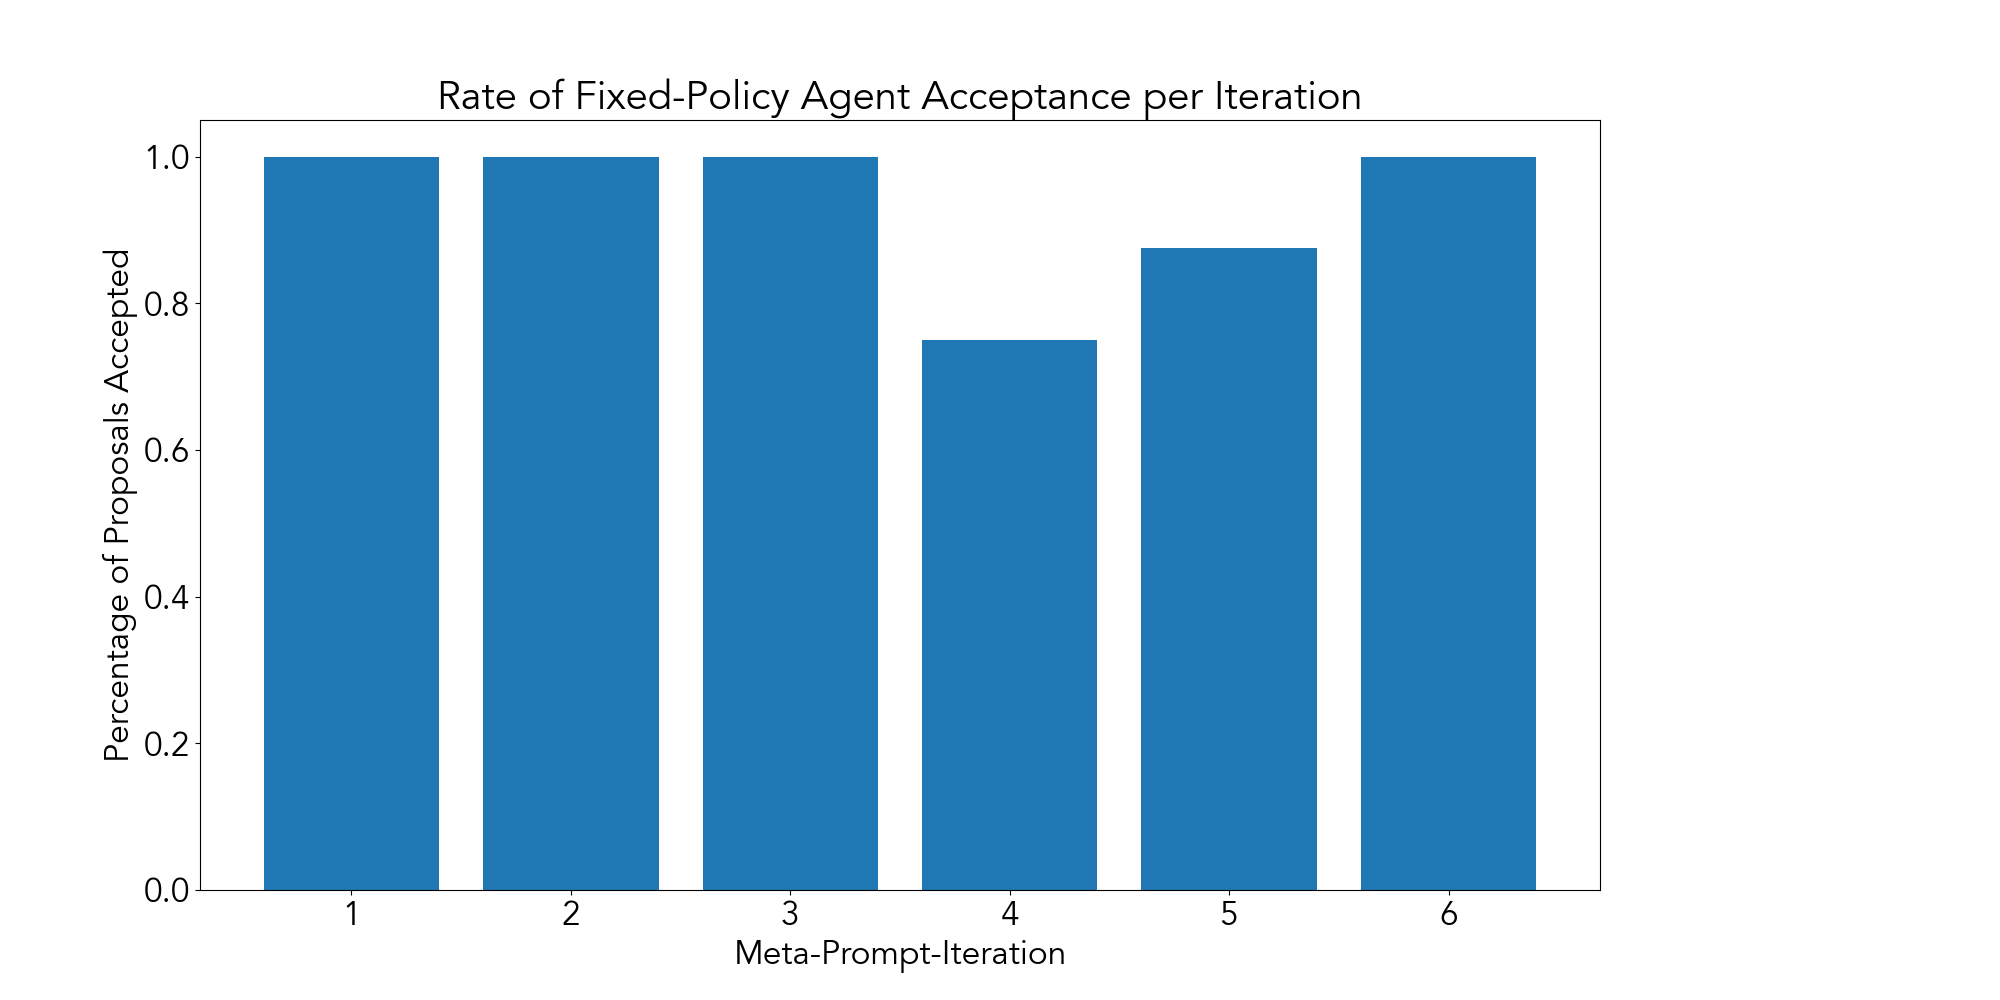 Rate of Fixed-Policy Agent Acceptance per Iteration
Percentage of Proposals Accepted
1.0
0.8
0.6
0.4
0.2
0.0
1 2 3 4 5 6
Meta-Prompt-Iteration